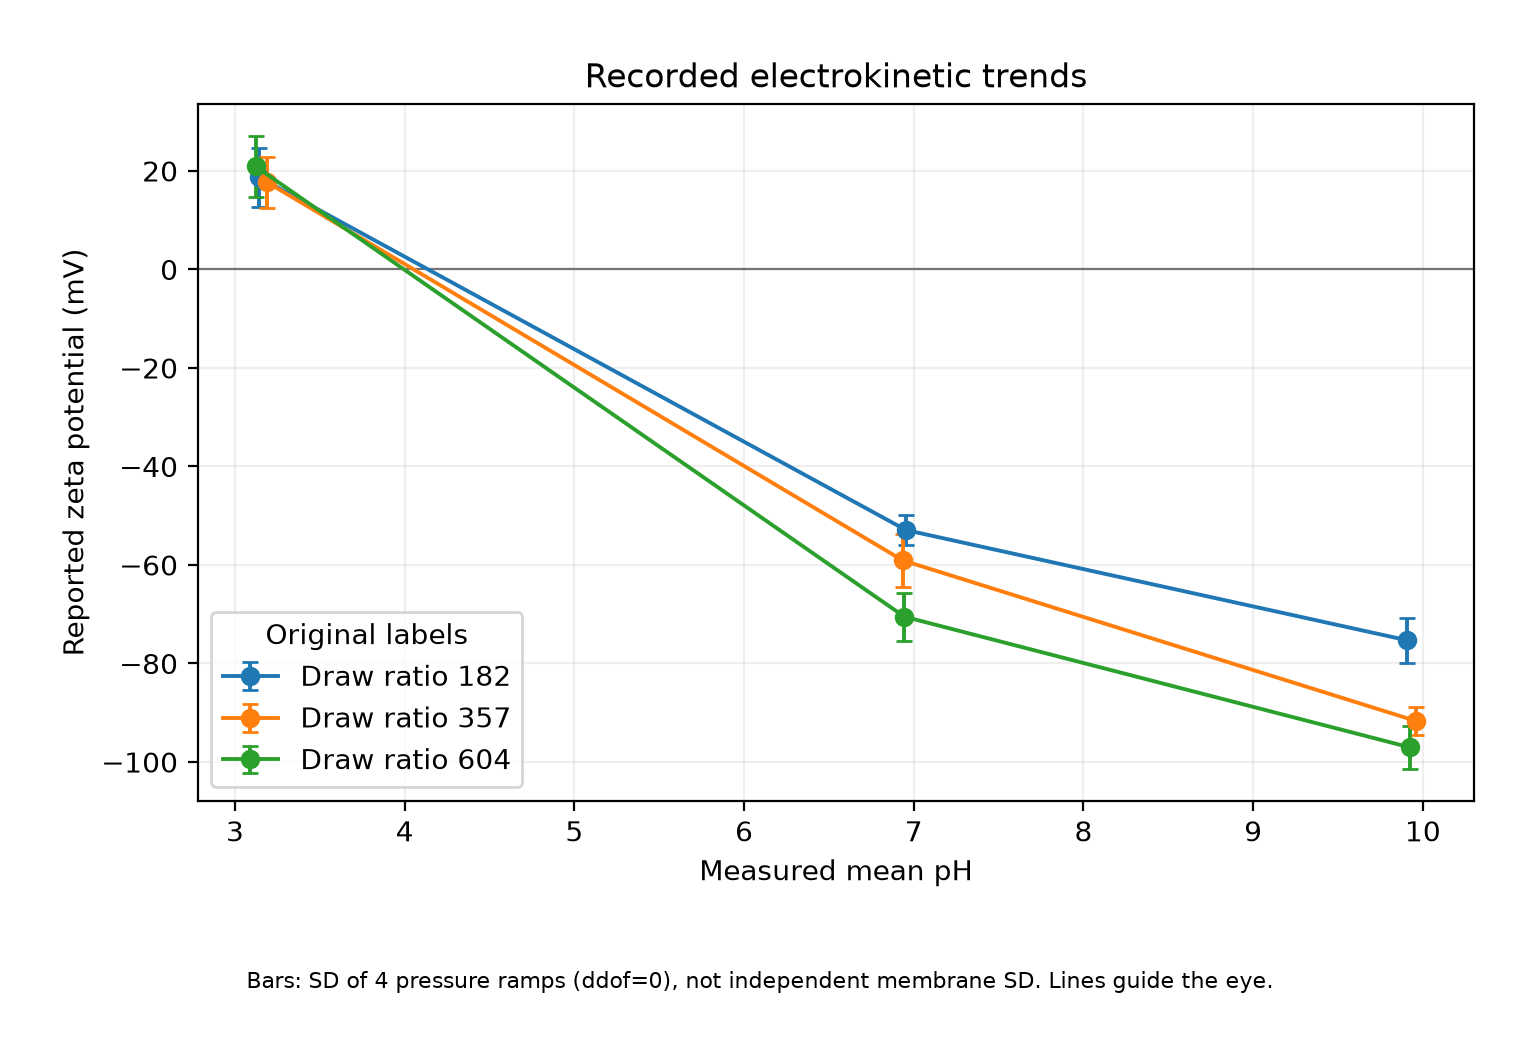 Recorded electrokinetic trends
Reported zeta potential (mV)
20
0
−20
−40
−60
−80
−100
Original labels
Draw ratio 182
Draw ratio 357
Draw ratio 604
3 4 5 6 7 8 9 10
Measured mean pH
Bars: SD of 4 pressure ramps (ddof=0), not independent membrane SD. Lines guide the eye.